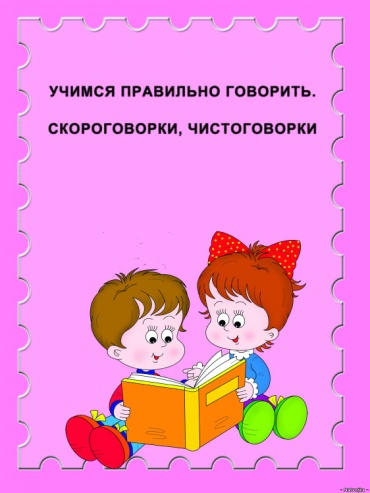 УЧИМСЯ ПРАВИЛЬНО ГОВОРИТЬ.
СКОРОГОВОРКИ, ЧИСТОГОВОРКИ